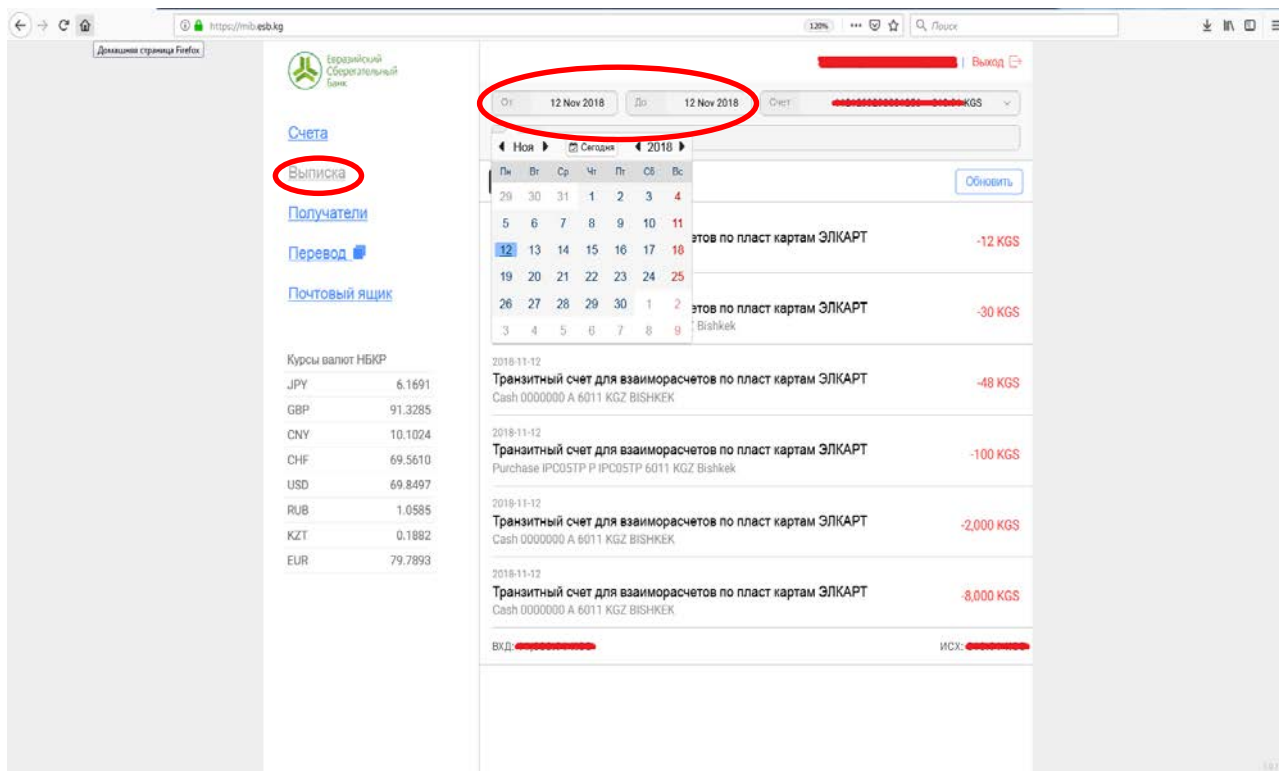 https://mib.esb.kg
120%
Поиск
Домашняя страница Firefox
Евразийский
Сберегательный
Банк
Выход
От 12 Nov 2018 До 12 Nov 2018 Счет KGS
Счета
Выписка
Получатели
Перевод
Почтовый ящик
Ноя Сегодня 2018
Пн Вт Ср Чт Пт Сб Вс
29 30 31 1 2 3 4
5 6 7 8 9 10 11
12 13 14 15 16 17 18
19 20 21 22 23 24 25
26 27 28 29 30 1 2
3 4 5 6 7 8 9
Обновить
четов по пласт картам ЭЛКАРТ -12 KGS
этов по пласт картам ЭЛКАРТ -30 KGS
Bishkek
2018-11-12
Транзитный счет для взаиморасчетов по пласт картам ЭЛКАРТ -48 KGS
Cash 0000000 A 6011 KGZ BISHKEK
2018-11-12
Транзитный счет для взаиморасчетов по пласт картам ЭЛКАРТ -100 KGS
Purchase IPC05TP P IPC05TP 6011 KGZ Bishkek
2018-11-12
Транзитный счет для взаиморасчетов по пласт картам ЭЛКАРТ -2,000 KGS
Cash 0000000 A 6011 KGZ BISHKEK
2018-11-12
Транзитный счет для взаиморасчетов по пласт картам ЭЛКАРТ -8,000 KGS
Cash 0000000 A 6011 KGZ BISHKEK
ВХД: ИСХ:
Курсы валют НБКР
JPY 6.1691
GBP 91.3285
CNY 10.1024
CHF 69.5610
USD 69.8497
RUB 1.0585
KZT 0.1882
EUR 79.7893